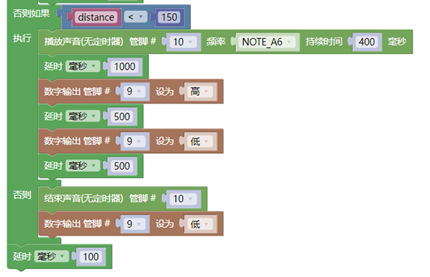 否则如果 distance < 150
执行 播放声音(无定时器) 管脚 # 10 频率 NOTE_A6 持续时间 400 毫秒
延时 毫秒 1000
数字输出 管脚 # 9 设为 高
延时 毫秒 500
数字输出 管脚 # 9 设为 低
延时 毫秒 500
否则 结束声音(无定时器) 管脚 # 10
数字输出 管脚 # 9 设为 低
延时 毫秒 100